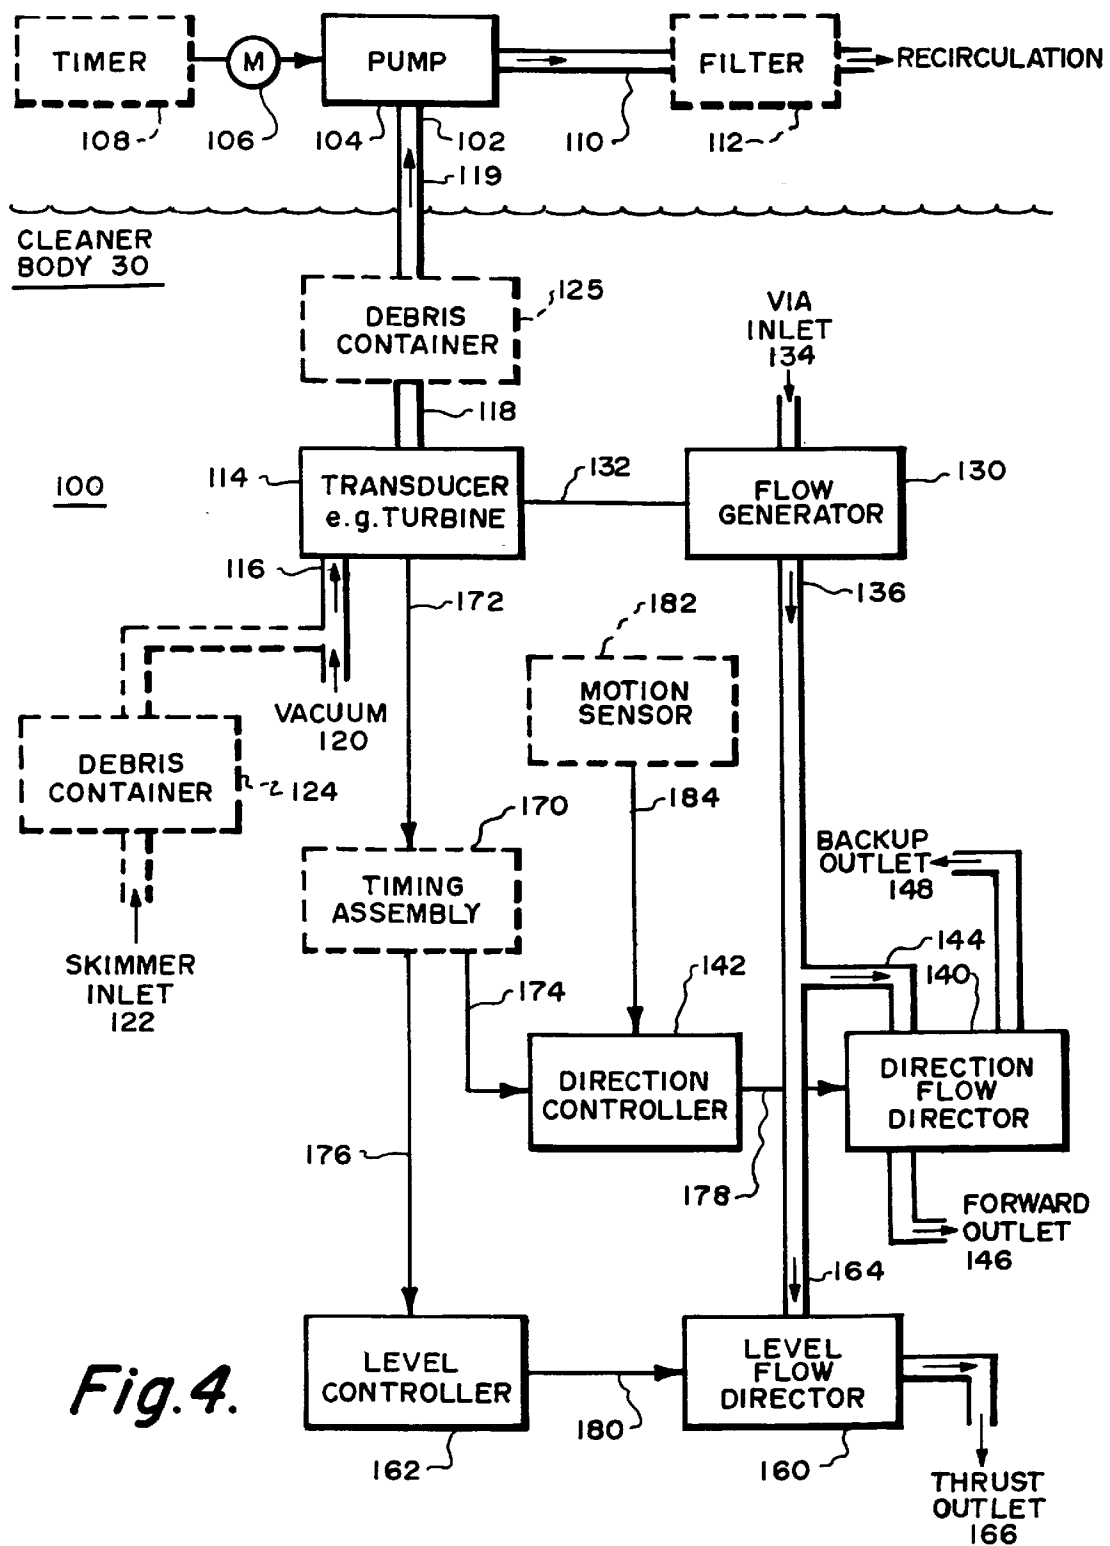 TIMER
M
PUMP
FILTER
RECIRCULATION
108
106
104
102
110
112
119
CLEANER
BODY 30
DEBRIS
CONTAINER
125
VIA
INLET
134
118
100
114
TRANSDUCER
e.g. TURBINE
132
FLOW
GENERATOR
130
116
172
136
182
MOTION
SENSOR
VACUUM
120
DEBRIS
CONTAINER
124
184
170
TIMING
ASSEMBLY
BACKUP
OUTLET
148
SKIMMER
INLET
122
174
142
144
140
DIRECTION
CONTROLLER
DIRECTION
FLOW
DIRECTOR
176
178
FORWARD
OUTLET
146
164
LEVEL
CONTROLLER
LEVEL
FLOW
DIRECTOR
Fig. 4.
180
162
160
THRUST
OUTLET
166